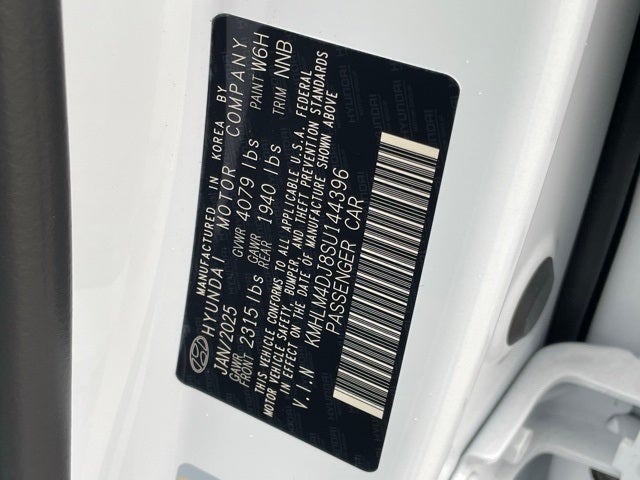 MANUFACTURED IN KOREA BY
HYUNDAI MOTOR COMPANY
JAN/2025 GVWR 4079 lbs PAINT W6H
GAWR FRONT 2315 lbs GAWR REAR 1940 lbs TRIM NNB
THIS VEHICLE CONFORMS TO ALL APPLICABLE U.S.A. FEDERAL
MOTOR VEHICLE SAFETY, BUMPER, AND THEFT PREVENTION STANDARDS
IN EFFECT ON THE DATE OF MANUFACTURE SHOWN ABOVE
V.I.N KMHLM4DJ8SU144396
PASSENGER CAR